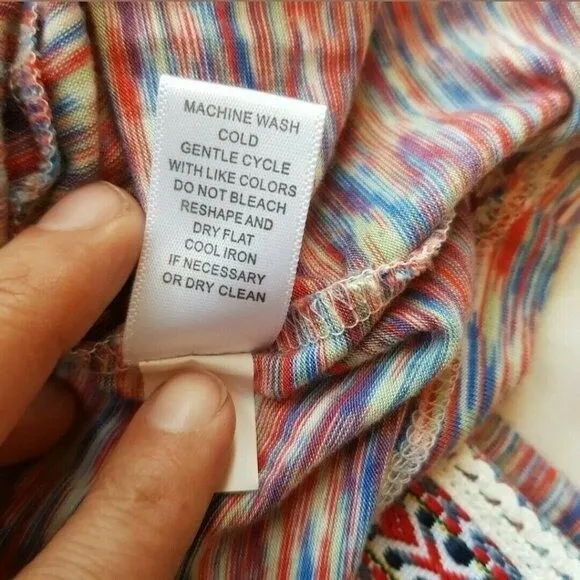 MACHINE WASH
COLD
GENTLE CYCLE
WITH LIKE COLORS
DO NOT BLEACH
RESHAPE AND
DRY FLAT
COOL IRON
IF NECESSARY
OR DRY CLEAN